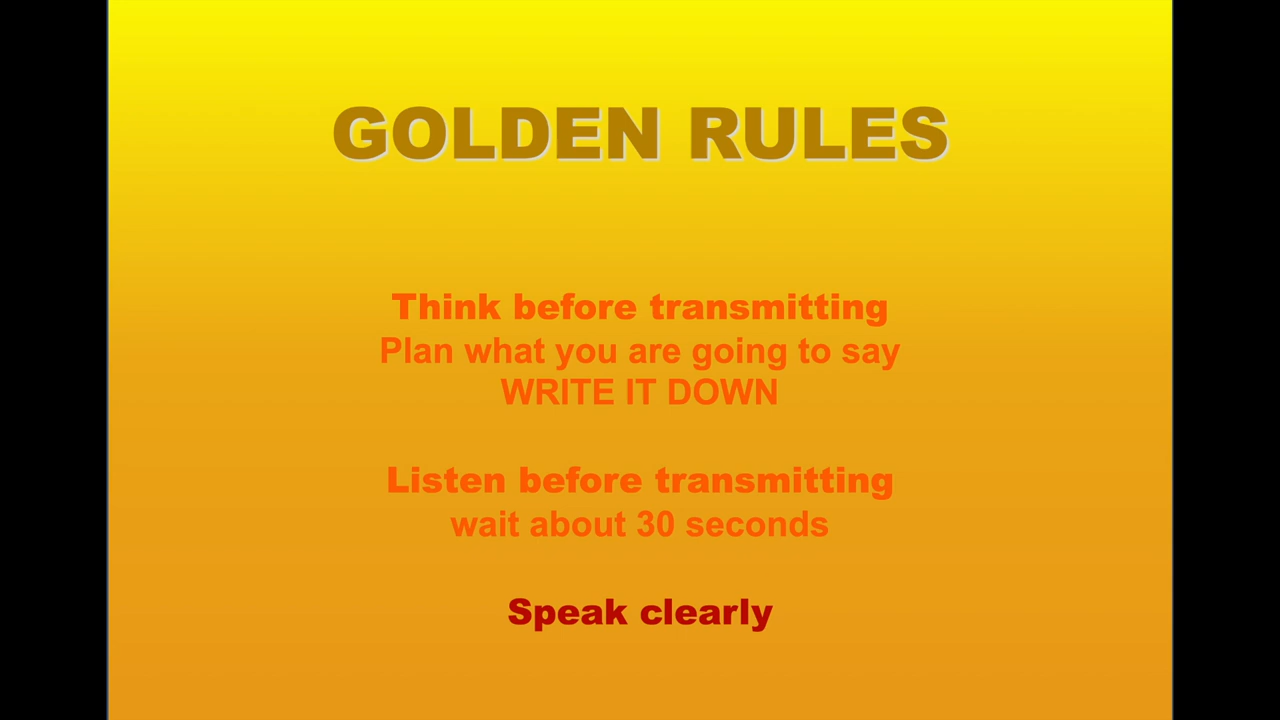 GOLDEN RULES
Think before transmitting
Plan what you are going to say
WRITE IT DOWN
Listen before transmitting
wait about 30 seconds
Speak clearly